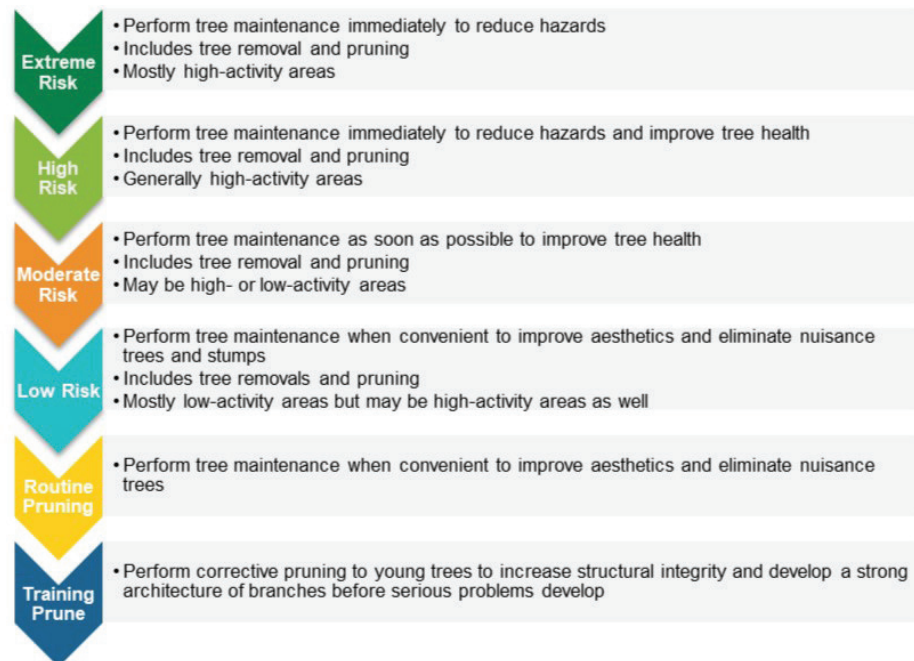 Extreme
Risk
• Perform tree maintenance immediately to reduce hazards
• Includes tree removal and pruning
• Mostly high-activity areas
High
Risk
• Perform tree maintenance immediately to reduce hazards and improve tree health
• Includes tree removal and pruning
• Generally high-activity areas
Moderate
Risk
• Perform tree maintenance as soon as possible to improve tree health
• Includes tree removal and pruning
• May be high- or low-activity areas
Low Risk
• Perform tree maintenance when convenient to improve aesthetics and eliminate nuisance
trees and stumps
• Includes tree removals and pruning
• Mostly low-activity areas but may be high-activity areas as well
Routine
Pruning
• Perform tree maintenance when convenient to improve aesthetics and eliminate nuisance
trees
Training
Prune
• Perform corrective pruning to young trees to increase structural integrity and develop a strong
architecture of branches before serious problems develop